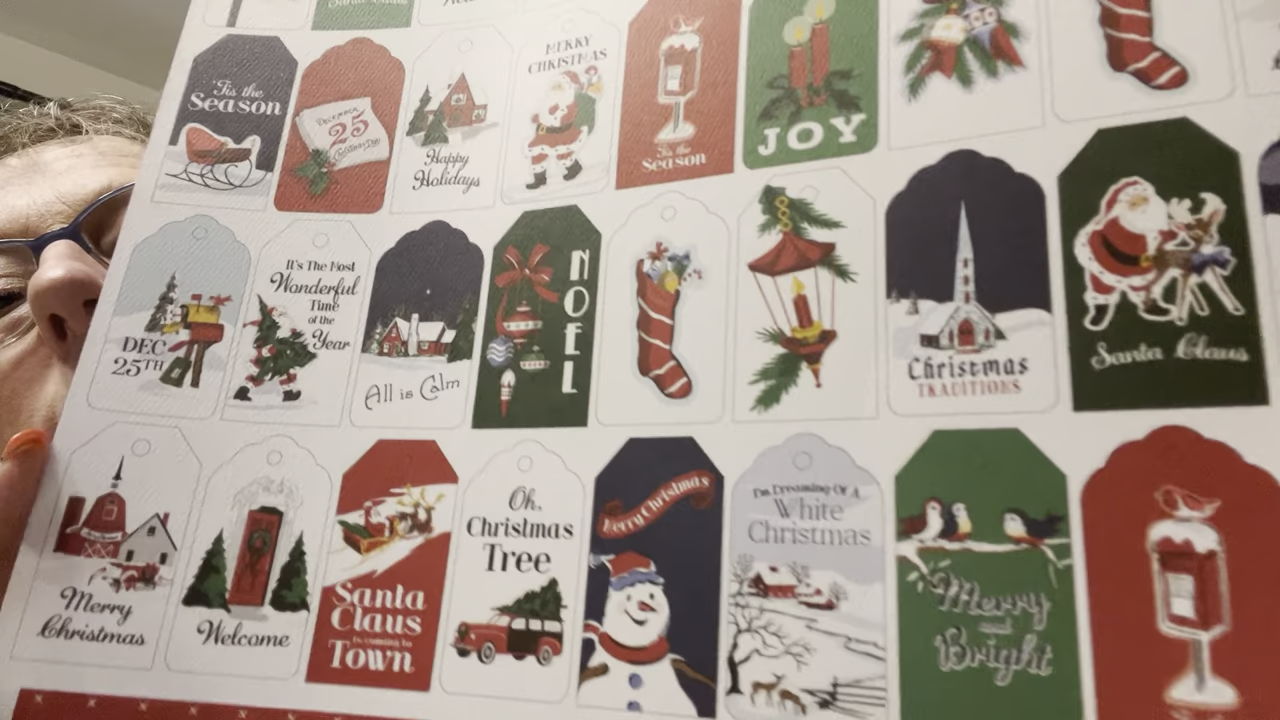 'Tis the
Season
DECEMBER
25
Christmas Day
Happy
Holidays
MERRY
CHRISTMAS
'Tis the
Season
JOY
DEC
25TH
It's The Most
Wonderful
Time
of the
Year
All is Calm
NOEL
Christmas
TRADITIONS
Santa Claus
Merry
Christmas
Welcome
Santa
Claus
is coming to
Town
Oh,
Christmas
Tree
Merry Christmas
I'm Dreaming Of A
White
Christmas
Merry
and
Bright